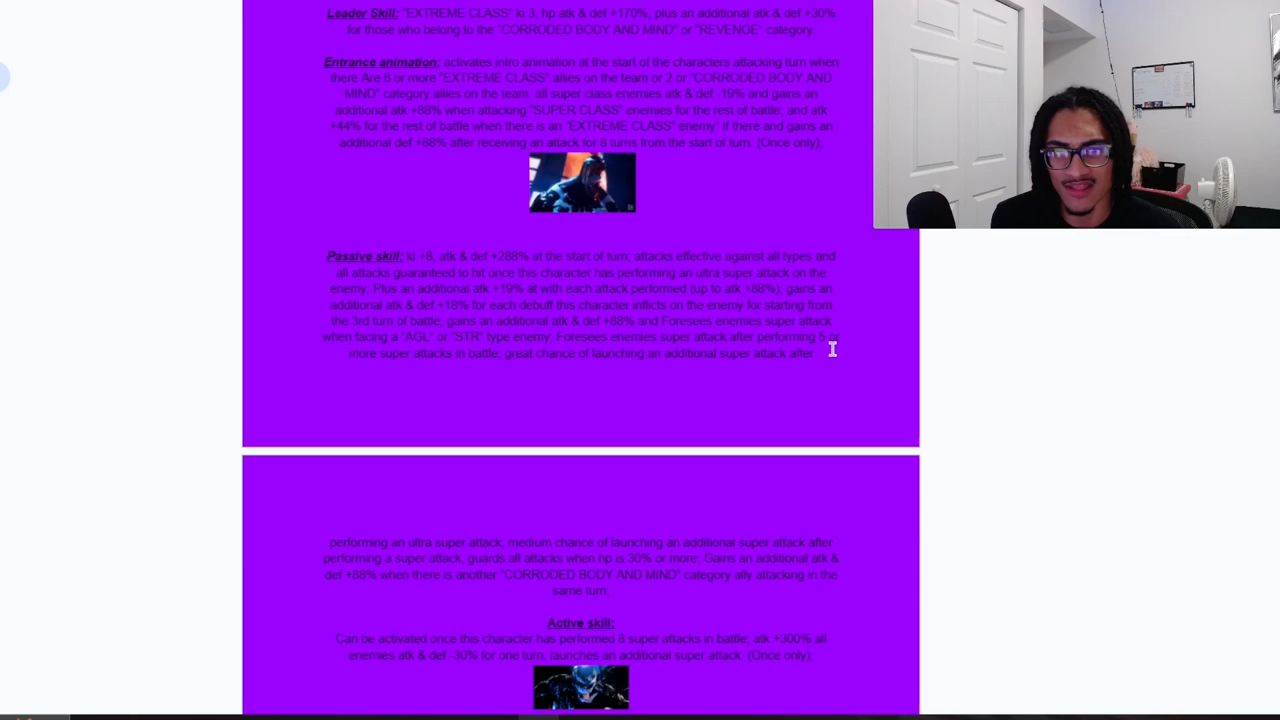 Leader Skill: "EXTREME CLASS" ki 3, hp atk & def +170%, plus an additional atk & def +30%
for those who belong to the "CORRODED BODY AND MIND" or "REVENGE" category.
Entrance animation: activates intro animation at the start of the characters attacking turn when
there Are 6 or more "EXTREME CLASS" allies on the team or 2 or "CORRODED BODY AND
MIND" category allies on the team: all super class enemies atk & def -19% and gains an
additional atk +88% when attacking "SUPER CLASS" enemies for the rest of battle; and atk
+44% for the rest of battle when there is an "EXTREME CLASS" enemy" if there and gains an
additional def +88% after receiving an attack for 8 turns from the start of turn. (Once only);
Passive skill: ki +8, atk & def +288% at the start of turn; attacks effective against all types and
all attacks guaranteed to hit once this character has performing an ultra super attack on the
enemy; Plus an additional atk +19% at with each attack performed (up to atk +88%); gains an
additional atk & def +18% for each debuff this character inflicts on the enemy for starting from
the 3rd turn of battle; gains an additional atk & def +88% and Foresees enemies super attack
when facing a "AGL" or "STR" type enemy; Foresees enemies super attack after performing 5 or
more super attacks in battle; great chance of launching an additional super attack after
performing an ultra super attack; medium chance of launching an additional super attack after
performing a super attack; guards all attacks when hp is 30% or more; Gains an additional atk &
def +88% when there is another "CORRODED BODY AND MIND" category ally attacking in the
same turn;
Active skill:
Can be activated once this character has performed 8 super attacks in battle; atk +300% all
enemies atk & def -30% for one turn; launches an additional super attack. (Once only);